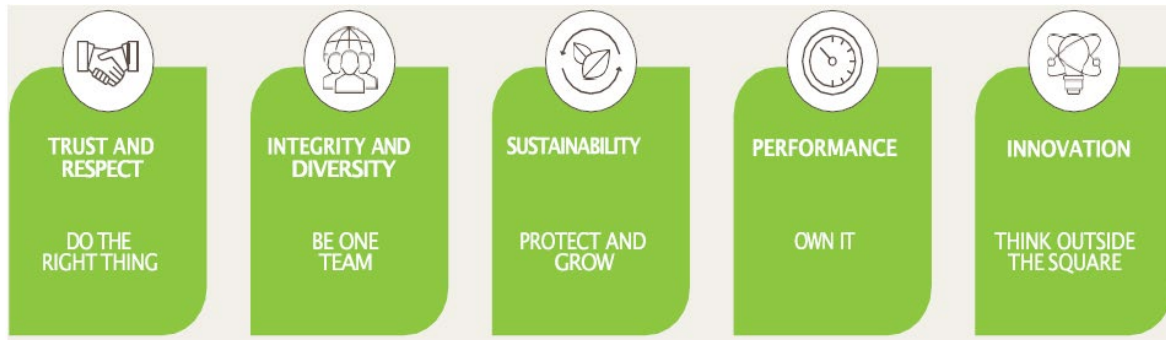 TRUST AND
RESPECT
DO THE
RIGHT THING
INTEGRITY AND
DIVERSITY
BE ONE
TEAM
SUSTAINABILITY
PROTECT AND
GROW
PERFORMANCE
OWN IT
INNOVATION
THINK OUTSIDE
THE SQUARE